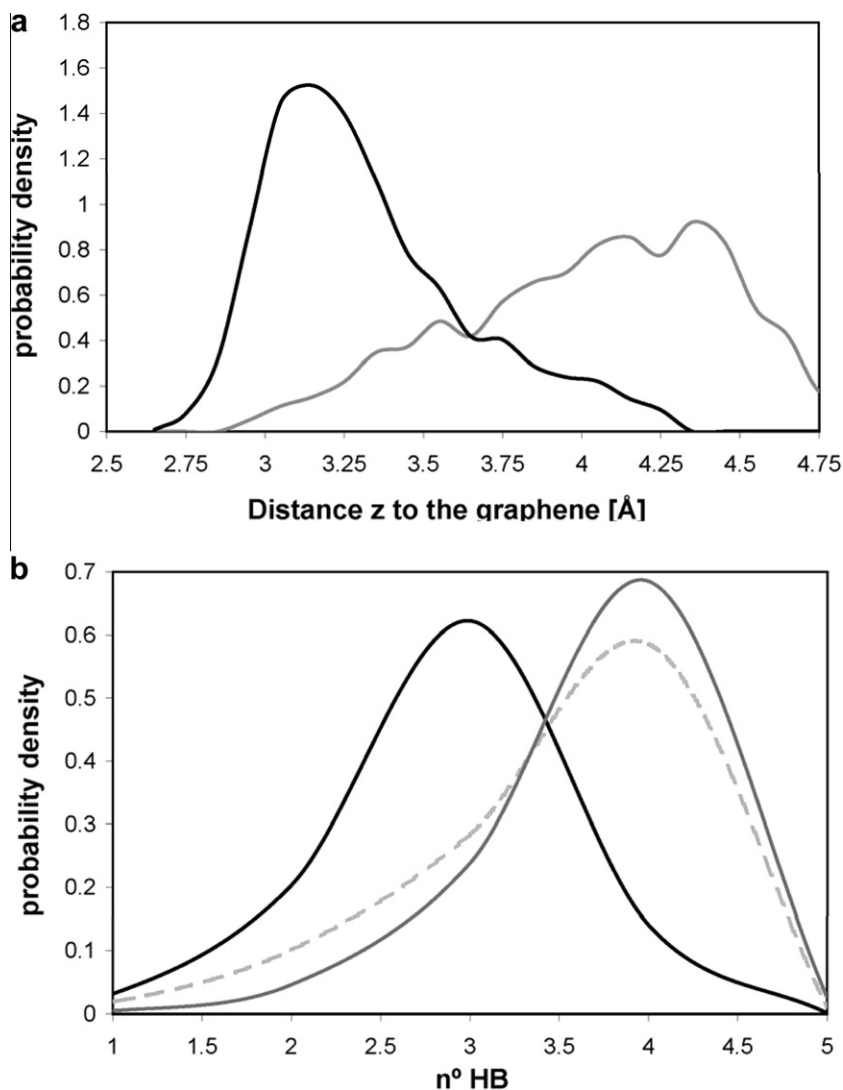 a
probability density
1.8
1.6
1.4
1.2
1
0.8
0.6
0.4
0.2
0
2.5 2.75 3 3.25 3.5 3.75 4 4.25 4.5 4.75
Distance z to the graphene [Å]
b
probability density
0.7
0.6
0.5
0.4
0.3
0.2
0.1
0
1 1.5 2 2.5 3 3.5 4 4.5 5
nº HB